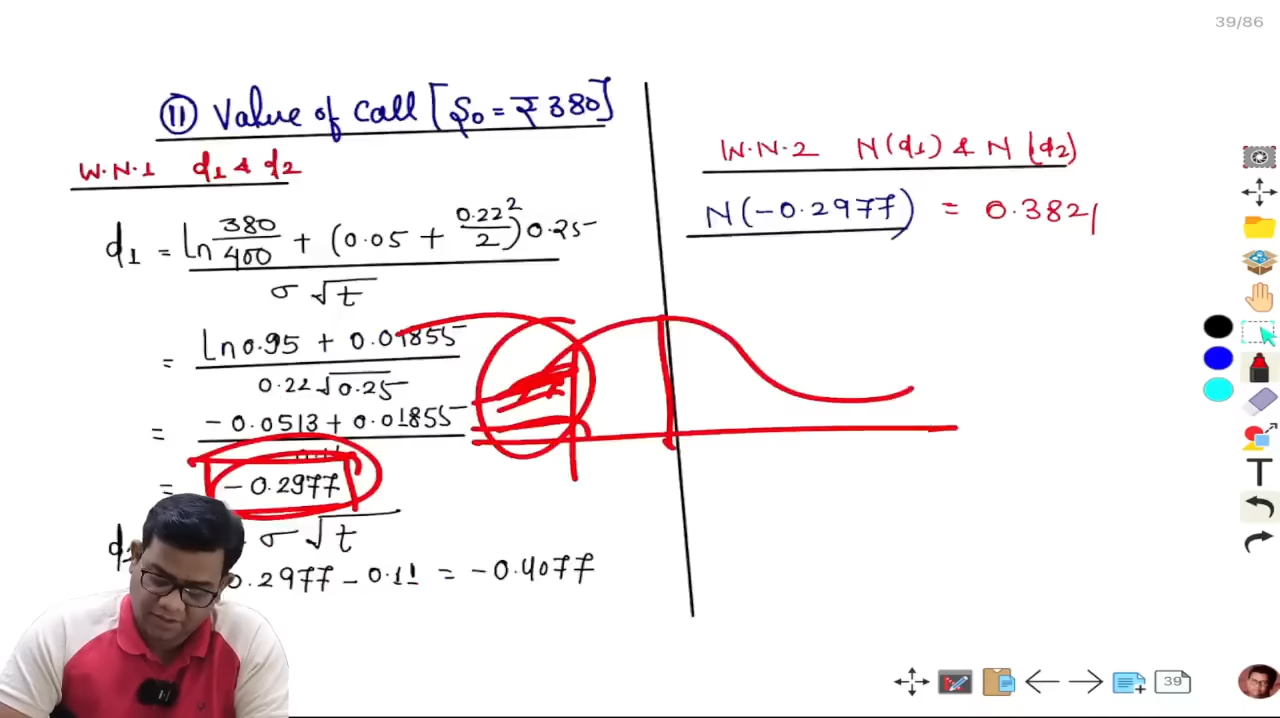 39/86
(11) Value of Call [S₀ = ₹380]
W.N.1 d₁ & d₂
d₁ = ln 380/400 + (0.05 + 0.22²/2) 0.25
σ √t
= Ln 0.95 + 0.01855
0.22 √0.25
= - 0.0513 + 0.01855
= - 0.2977
σ √t
0.2977 - 0.11 = - 0.4077
W.N.2 N(d₁) & N(d₂)
N(-0.2977) = 0.382
T
39